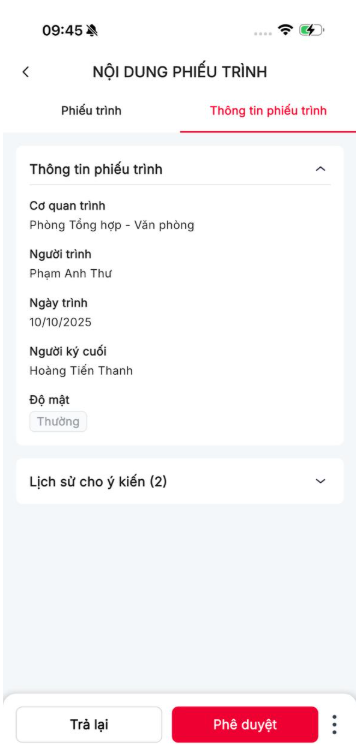 09:45
NỘI DUNG PHIẾU TRÌNH
Phiếu trình
Thông tin phiếu trình
Thông tin phiếu trình
Cơ quan trình
Phòng Tổng hợp - Văn phòng
Người trình
Phạm Anh Thư
Ngày trình
10/10/2025
Người ký cuối
Hoàng Tiến Thanh
Độ mật
Thường
Lịch sử cho ý kiến (2)
Trả lại
Phê duyệt